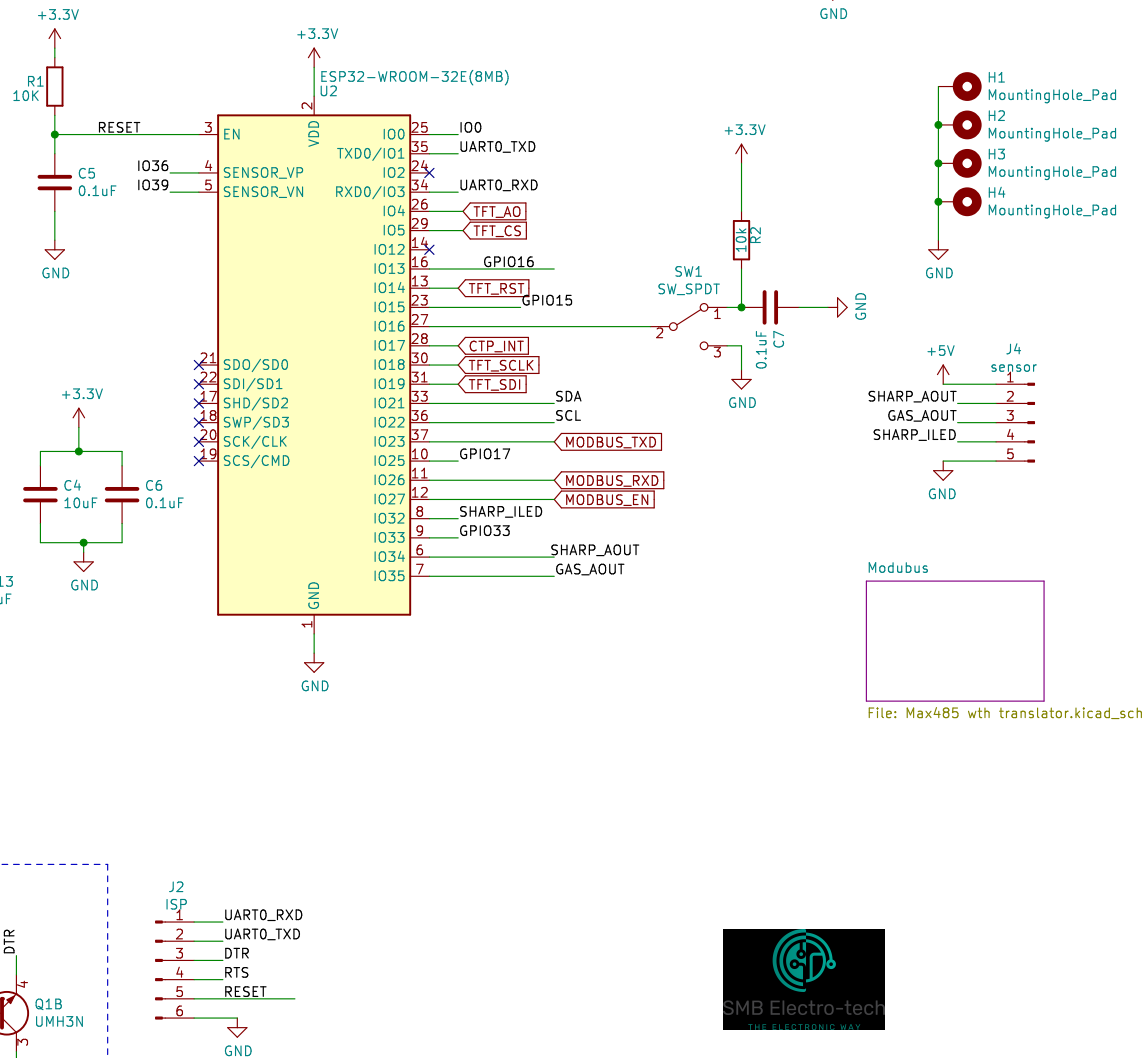 GND
+3.3V
R1
10K
RESET
C5
0.1uF
GND
+3.3V
ESP32-WROOM-32E(8MB)
U2
2
VDD
3 EN
IO36 4 SENSOR_VP
IO39 5 SENSOR_VN
21 SDO/SD0
22 SDI/SD1
17 SHD/SD2
18 SWP/SD3
20 SCK/CLK
19 SCS/CMD
IO0 25 IO0
TXD0/IO1 35 UART0_TXD
IO2 24
RXD0/IO3 34 UART0_RXD
IO4 26 TFT_AO
IO5 29 TFT_CS
IO12 14
IO13 16 GPIO16
IO14 13 TFT_RST
IO15 23 GPIO15
IO16 27
IO17 28 CTP_INT
IO18 30 TFT_SCLK
IO19 31 TFT_SDI
IO21 33 SDA
IO22 36 SCL
IO23 37 MODBUS_TXD
IO25 10 GPIO17
IO26 11 MODBUS_RXD
IO27 12 MODBUS_EN
IO32 8 SHARP_ILED
IO33 9 GPIO33
IO34 6 SHARP_AOUT
IO35 7 GAS_AOUT
GND
1
GND
+3.3V
C4
10uF
C6
0.1uF
GND
13
uF
+3.3V
10k
R2
SW1
SW_SPDT
1
2
3
0.1uF
C7
GND
GND
H1
MountingHole_Pad
H2
MountingHole_Pad
H3
MountingHole_Pad
H4
MountingHole_Pad
GND
+5V
J4
sensor
1
SHARP_AOUT 2
GAS_AOUT 3
SHARP_ILED 4
5
GND
Modubus
File: Max485 wth translator.kicad_sch
DTR
4
Q1B
UMH3N
3
J2
ISP
1 UART0_RXD
2 UART0_TXD
3 DTR
4 RTS
5 RESET
6
GND
SMB Electro-tech
THE ELECTRONIC WAY